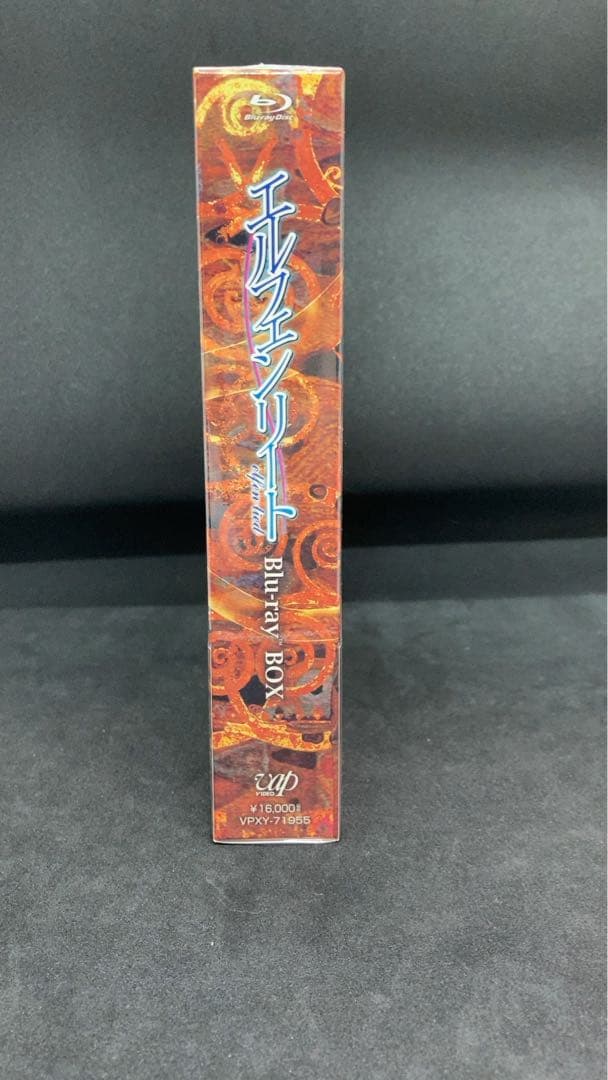 Blu-ray Disc
エルフェンリート
elfen lied
Blu-ray™ BOX
vap
VIDEO
¥16,000
VPXY-71955